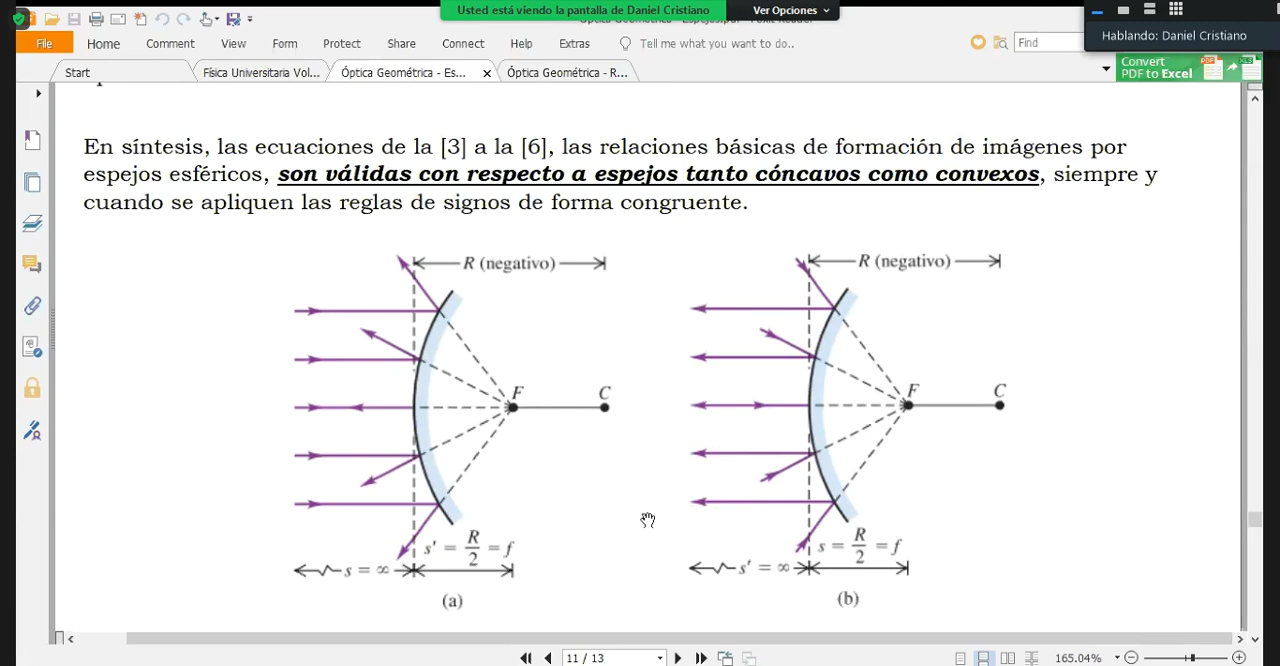 Usted está viendo la pantalla de Daniel Cristiano
Ver Opciones
Hablando: Daniel Cristiano
File
Home
Comment
View
Form
Protect
Share
Connect
Help
Extras
Tell me what you want to do..
Find
Start
Física Universitaria Vol...
Óptica Geométrica - Es...
Óptica Geométrica - R...
Convert
PDF to Excel
En síntesis, las ecuaciones de la [3] a la [6], las relaciones básicas de formación de imágenes por
espejos esféricos, son válidas con respecto a espejos tanto cóncavos como convexos, siempre y
cuando se apliquen las reglas de signos de forma congruente.
R (negativo)
F
C
s' = R/2 = f
s = ∞
(a)
R (negativo)
F
C
s = R/2 = f
s' = ∞
(b)
11 / 13
165.04%